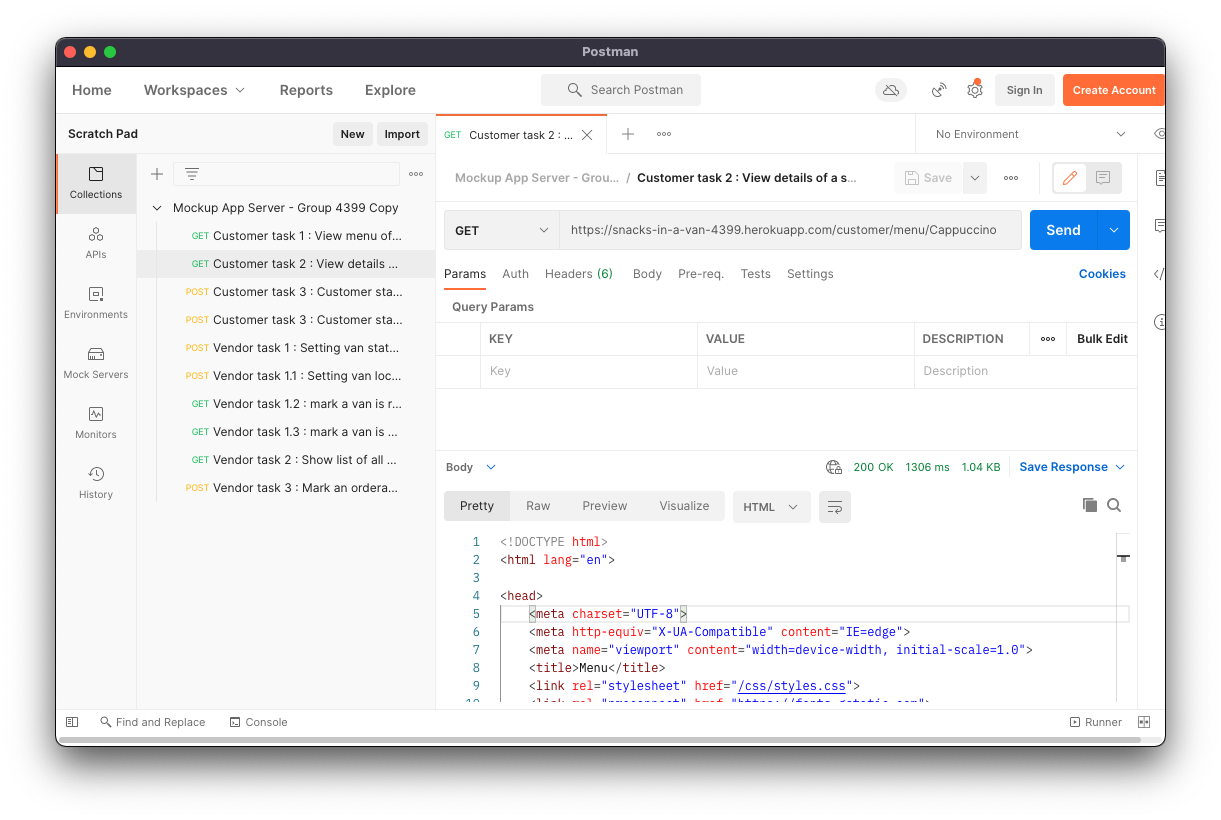 Postman
Home Workspaces Reports Explore Search Postman Sign In Create Account
Scratch Pad New Import GET Customer task 2 : ... No Environment
Collections
APIs
Environments
Mock Servers
Monitors
History
Mockup App Server - Group 4399 Copy
GET Customer task 1 : View menu of...
GET Customer task 2 : View details ...
POST Customer task 3 : Customer sta...
POST Customer task 3 : Customer sta...
POST Vendor task 1 : Setting van stat...
POST Vendor task 1.1 : Setting van loc...
GET Vendor task 1.2 : mark a van is r...
GET Vendor task 1.3 : mark a van is ...
GET Vendor task 2 : Show list of all ...
POST Vendor task 3 : Mark an ordera...
Mockup App Server - Grou... / Customer task 2 : View details of a s... Save
GET https://snacks-in-a-van-4399.herokuapp.com/customer/menu/Cappuccino Send
Params Auth Headers (6) Body Pre-req. Tests Settings Cookies
Query Params
KEY VALUE DESCRIPTION Bulk Edit
Key Value Description
Body 200 OK 1306 ms 1.04 KB Save Response
Pretty Raw Preview Visualize HTML
1 <!DOCTYPE html>
2 <html lang="en">
3
4 <head>
5 <meta charset="UTF-8">
6 <meta http-equiv="X-UA-Compatible" content="IE=edge">
7 <meta name="viewport" content="width=device-width, initial-scale=1.0">
8 <title>Menu</title>
9 <link rel="stylesheet" href="/css/styles.css">
10 <link rel="preconnect" href="https://fonts.gstatic.com">
Find and Replace Console Runner